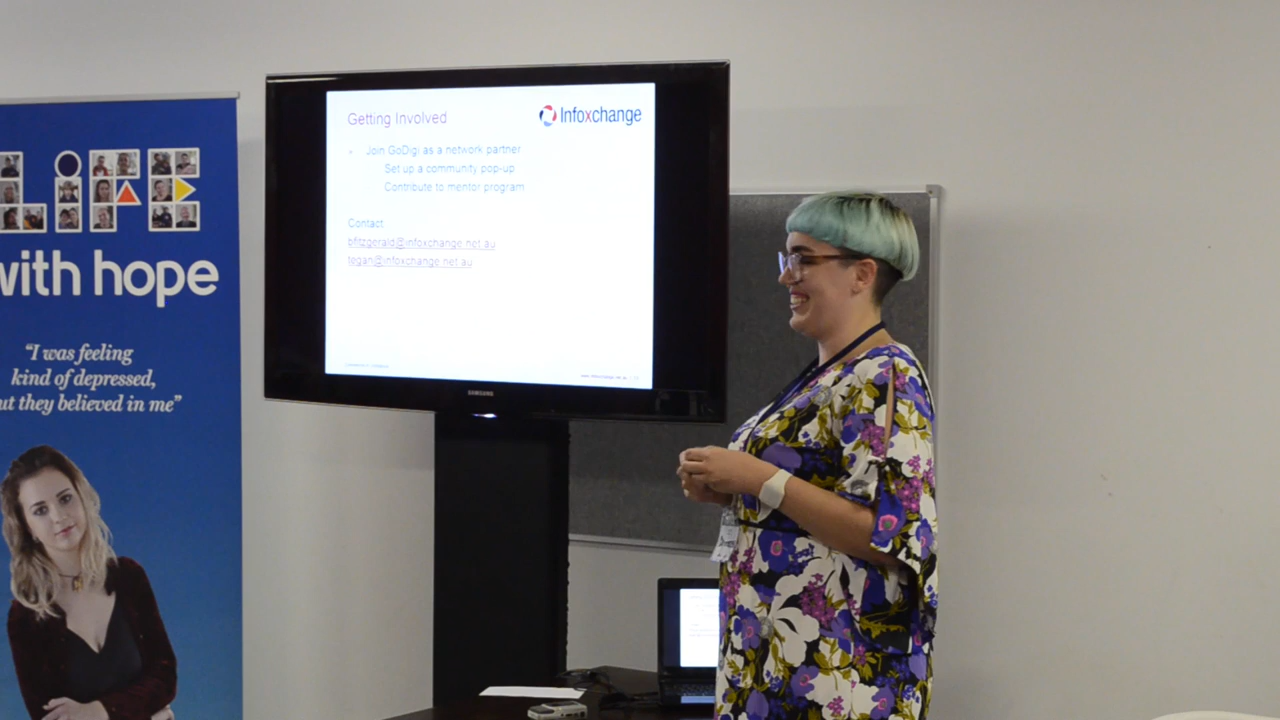 LiFE
with hope
"I was feeling
kind of depressed,
but they believed in me"
Getting Involved
Infoxchange
Join GoDigi as a network partner
Set up a community pop-up
Contribute to mentor program
Contact
bfitzgerald@infoxchange.net.au
tegan@infoxchange.net.au
SAMSUNG